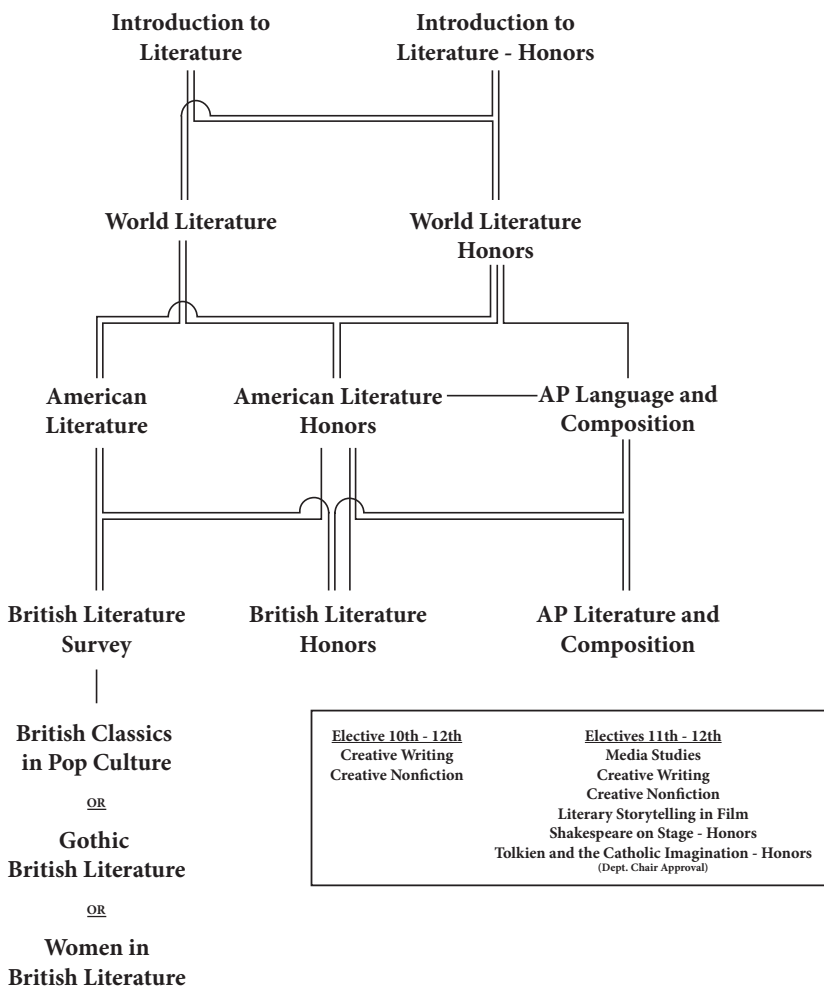 Introduction to
Literature
Introduction to
Literature - Honors
World Literature
World Literature
Honors
American
Literature
American Literature
Honors
AP Language and
Composition
British Literature
Survey
British Literature
Honors
AP Literature and
Composition
British Classics
in Pop Culture
OR
Gothic
British Literature
OR
Women in
British Literature
Elective 10th - 12th
Creative Writing
Creative Nonfiction
Electives 11th - 12th
Media Studies
Creative Writing
Creative Nonfiction
Literary Storytelling in Film
Shakespeare on Stage - Honors
Tolkien and the Catholic Imagination - Honors
(Dept. Chair Approval)